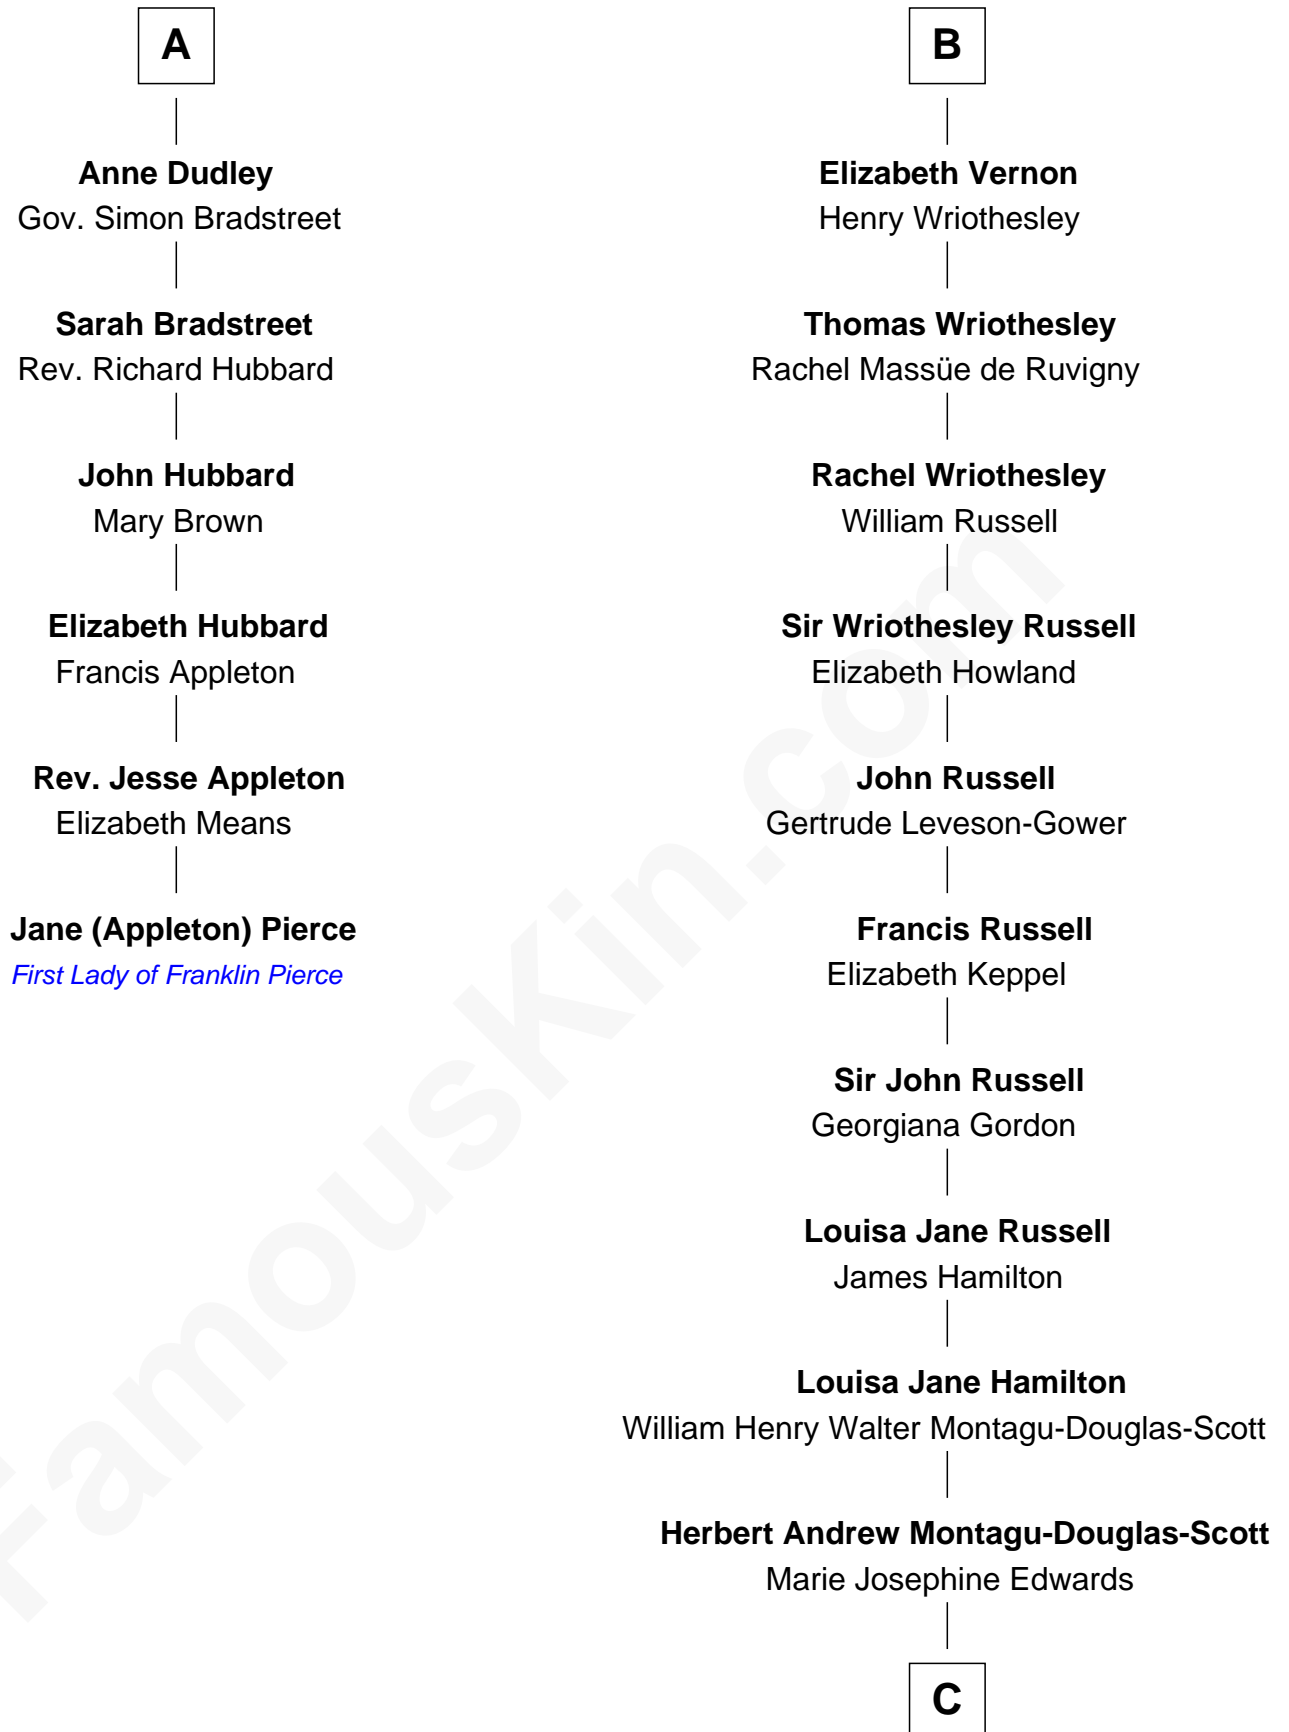 A
Anne Dudley
Gov. Simon Bradstreet
Sarah Bradstreet
Rev. Richard Hubbard
John Hubbard
Mary Brown
Elizabeth Hubbard
Francis Appleton
Rev. Jesse Appleton
Elizabeth Means
Jane (Appleton) Pierce
First Lady of Franklin Pierce
B
Elizabeth Vernon
Henry Wriothesley
Thomas Wriothesley
Rachel Massüe de Ruvigny
Rachel Wriothesley
William Russell
Sir Wriothesley Russell
Elizabeth Howland
John Russell
Gertrude Leveson-Gower
Francis Russell
Elizabeth Keppel
Sir John Russell
Georgiana Gordon
Louisa Jane Russell
James Hamilton
Louisa Jane Hamilton
William Henry Walter Montagu-Douglas-Scott
Herbert Andrew Montagu-Douglas-Scott
Marie Josephine Edwards
C
FamousKin.com